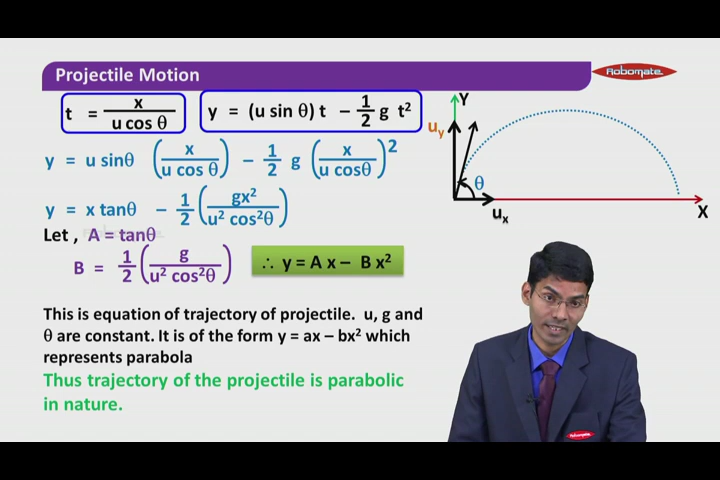 Projectile Motion
Robomate
t = x / u cos θ
y = (u sin θ) t – 1/2 g t²
y = u sinθ (x / u cos θ) – 1/2 g (x / u cosθ)²
y = x tanθ – 1/2 (gx² / u² cos²θ)
Let , A = tanθ
B = 1/2 (g / u² cos²θ)
∴ y = A x – B x²
This is equation of trajectory of projectile. u, g and
θ are constant. It is of the form y = ax – bx² which
represents parabola
Thus trajectory of the projectile is parabolic
in nature.
Y
uy
θ
ux
X
Robomate